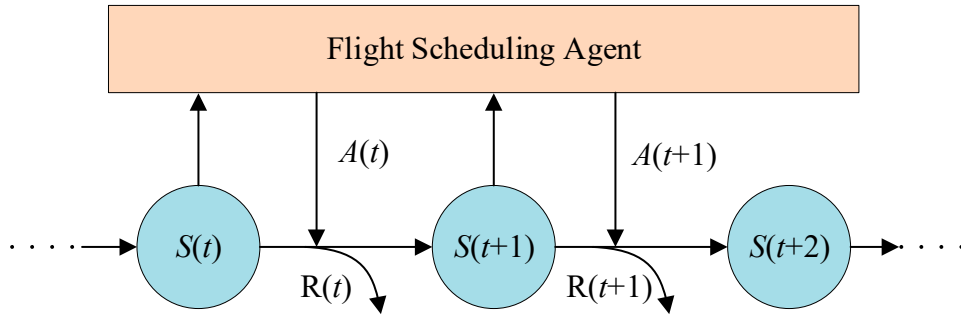 Flight Scheduling Agent
A(t)
A(t+1)
. . . .
S(t)
S(t+1)
S(t+2)
. . . .
R(t)
R(t+1)